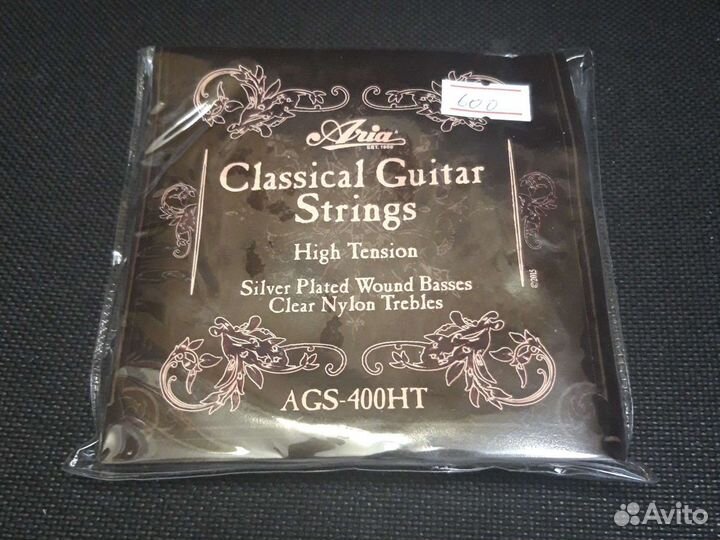 600
Aria
EST. 1956
Classical Guitar
Strings
High Tension
Silver Plated Wound Basses
Clear Nylon Trebles
©2015
AGS-400HT
Avito